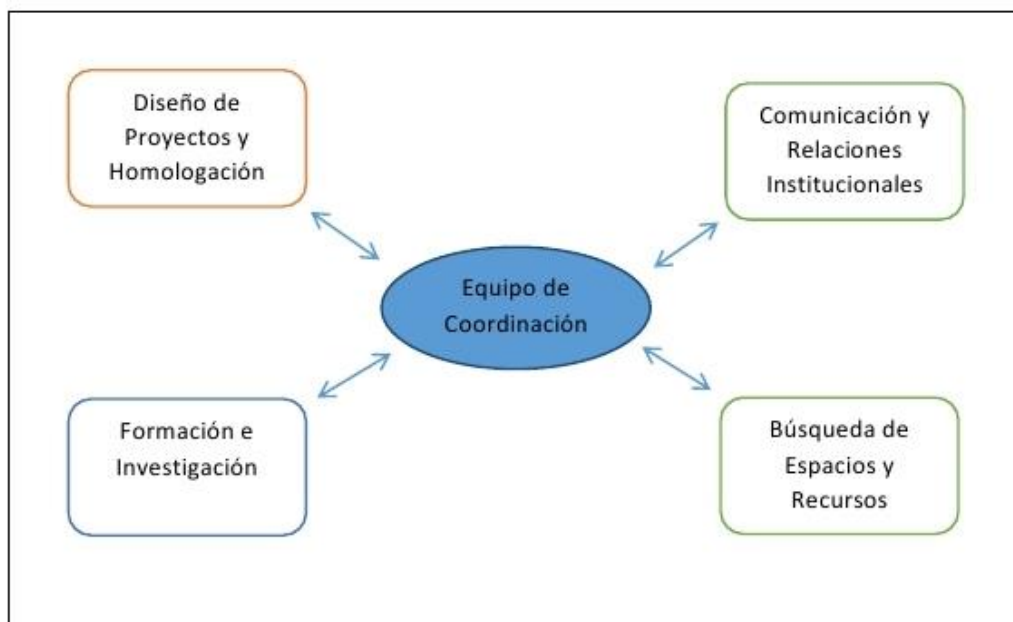 Diseño de
Proyectos y
Homologación
Comunicación y
Relaciones
Institucionales
Equipo de
Coordinación
Formación e
Investigación
Búsqueda de
Espacios y
Recursos